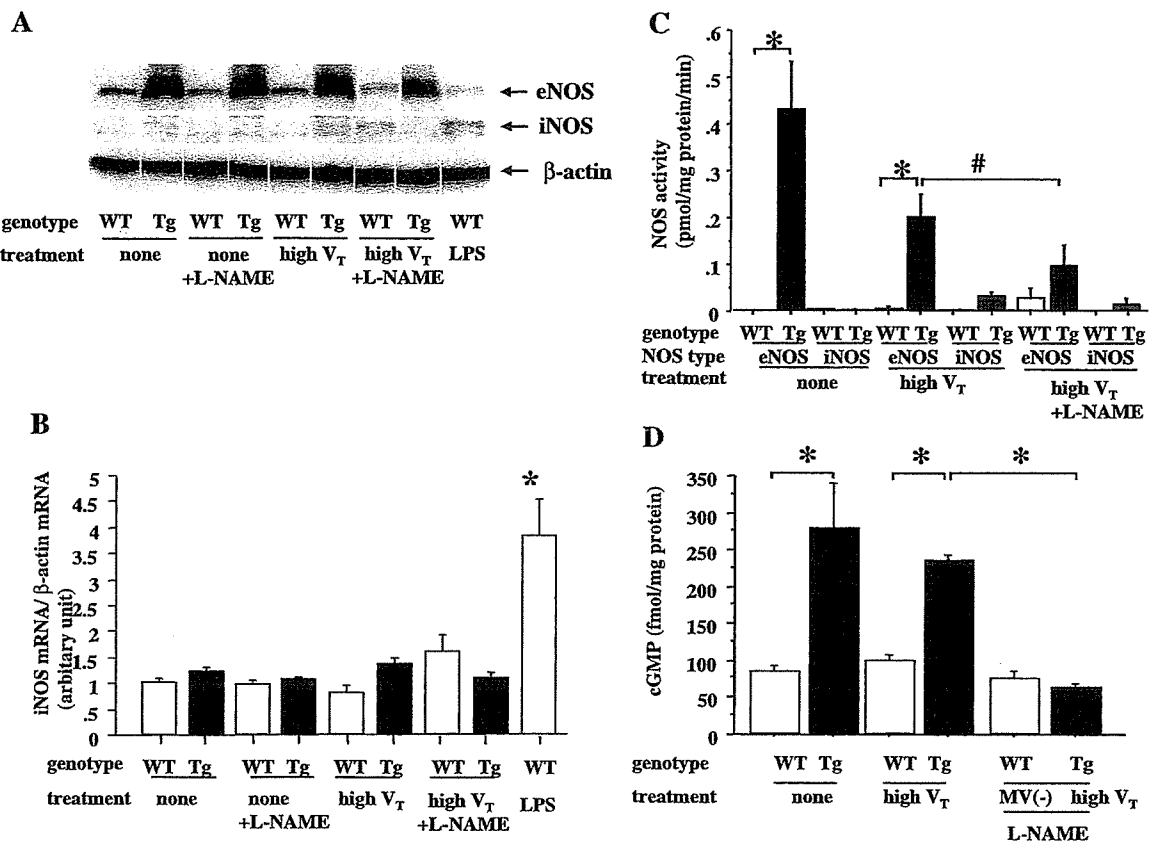 A
eNOS
iNOS
β-actin
genotype WT Tg WT Tg WT Tg WT Tg WT
treatment none none high VT high VT LPS
+L-NAME +L-NAME
B
iNOS mRNA/ β-actin mRNA
(arbitary unit)
5
4
3.5
3
2.5
2
1.5
1
.5
0
*
genotype WT Tg WT Tg WT Tg WT Tg WT
treatment none none high VT high VT LPS
+L-NAME +L-NAME
C
NOS activity
(pmol/mg protein/min)
.6
.4
.3
.2
.1
0
* * #
genotype WT Tg WT Tg WT Tg WT Tg WT Tg WT Tg
NOS type eNOS iNOS eNOS iNOS eNOS iNOS
treatment none high VT high VT
+L-NAME
D
cGMP (fmol/mg protein)
350
300
250
200
150
100
50
0
* * *
genotype WT Tg WT Tg WT Tg
treatment none high VT MV(-) high VT
L-NAME